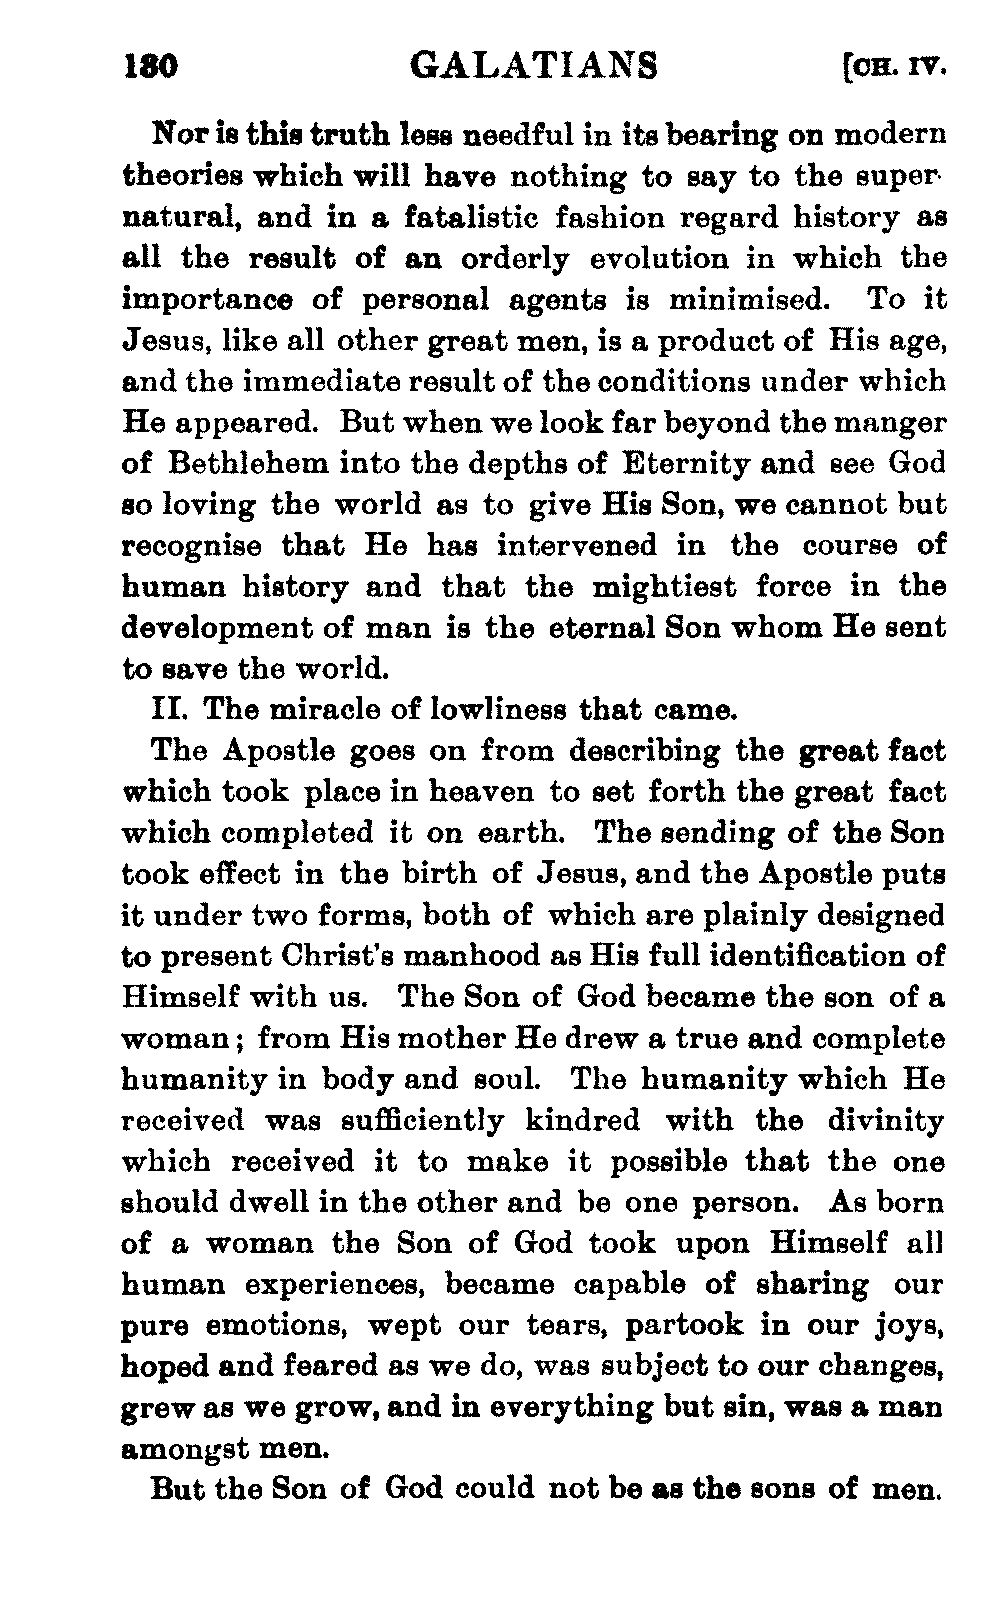 180 GALATIANS [CH. IV.
Nor is this truth less needful in its bearing on modern
theories which will have nothing to say to the super-
natural, and in a fatalistic fashion regard history as
all the result of an orderly evolution in which the
importance of personal agents is minimised. To it
Jesus, like all other great men, is a product of His age,
and the immediate result of the conditions under which
He appeared. But when we look far beyond the manger
of Bethlehem into the depths of Eternity and see God
so loving the world as to give His Son, we cannot but
recognise that He has intervened in the course of
human history and that the mightiest force in the
development of man is the eternal Son whom He sent
to save the world.
II. The miracle of lowliness that came.
The Apostle goes on from describing the great fact
which took place in heaven to set forth the great fact
which completed it on earth. The sending of the Son
took effect in the birth of Jesus, and the Apostle puts
it under two forms, both of which are plainly designed
to present Christ's manhood as His full identification of
Himself with us. The Son of God became the son of a
woman; from His mother He drew a true and complete
humanity in body and soul. The humanity which He
received was sufficiently kindred with the divinity
which received it to make it possible that the one
should dwell in the other and be one person. As born
of a woman the Son of God took upon Himself all
human experiences, became capable of sharing our
pure emotions, wept our tears, partook in our joys,
hoped and feared as we do, was subject to our changes,
grew as we grow, and in everything but sin, was a man
amongst men.
But the Son of God could not be as the sons of men.